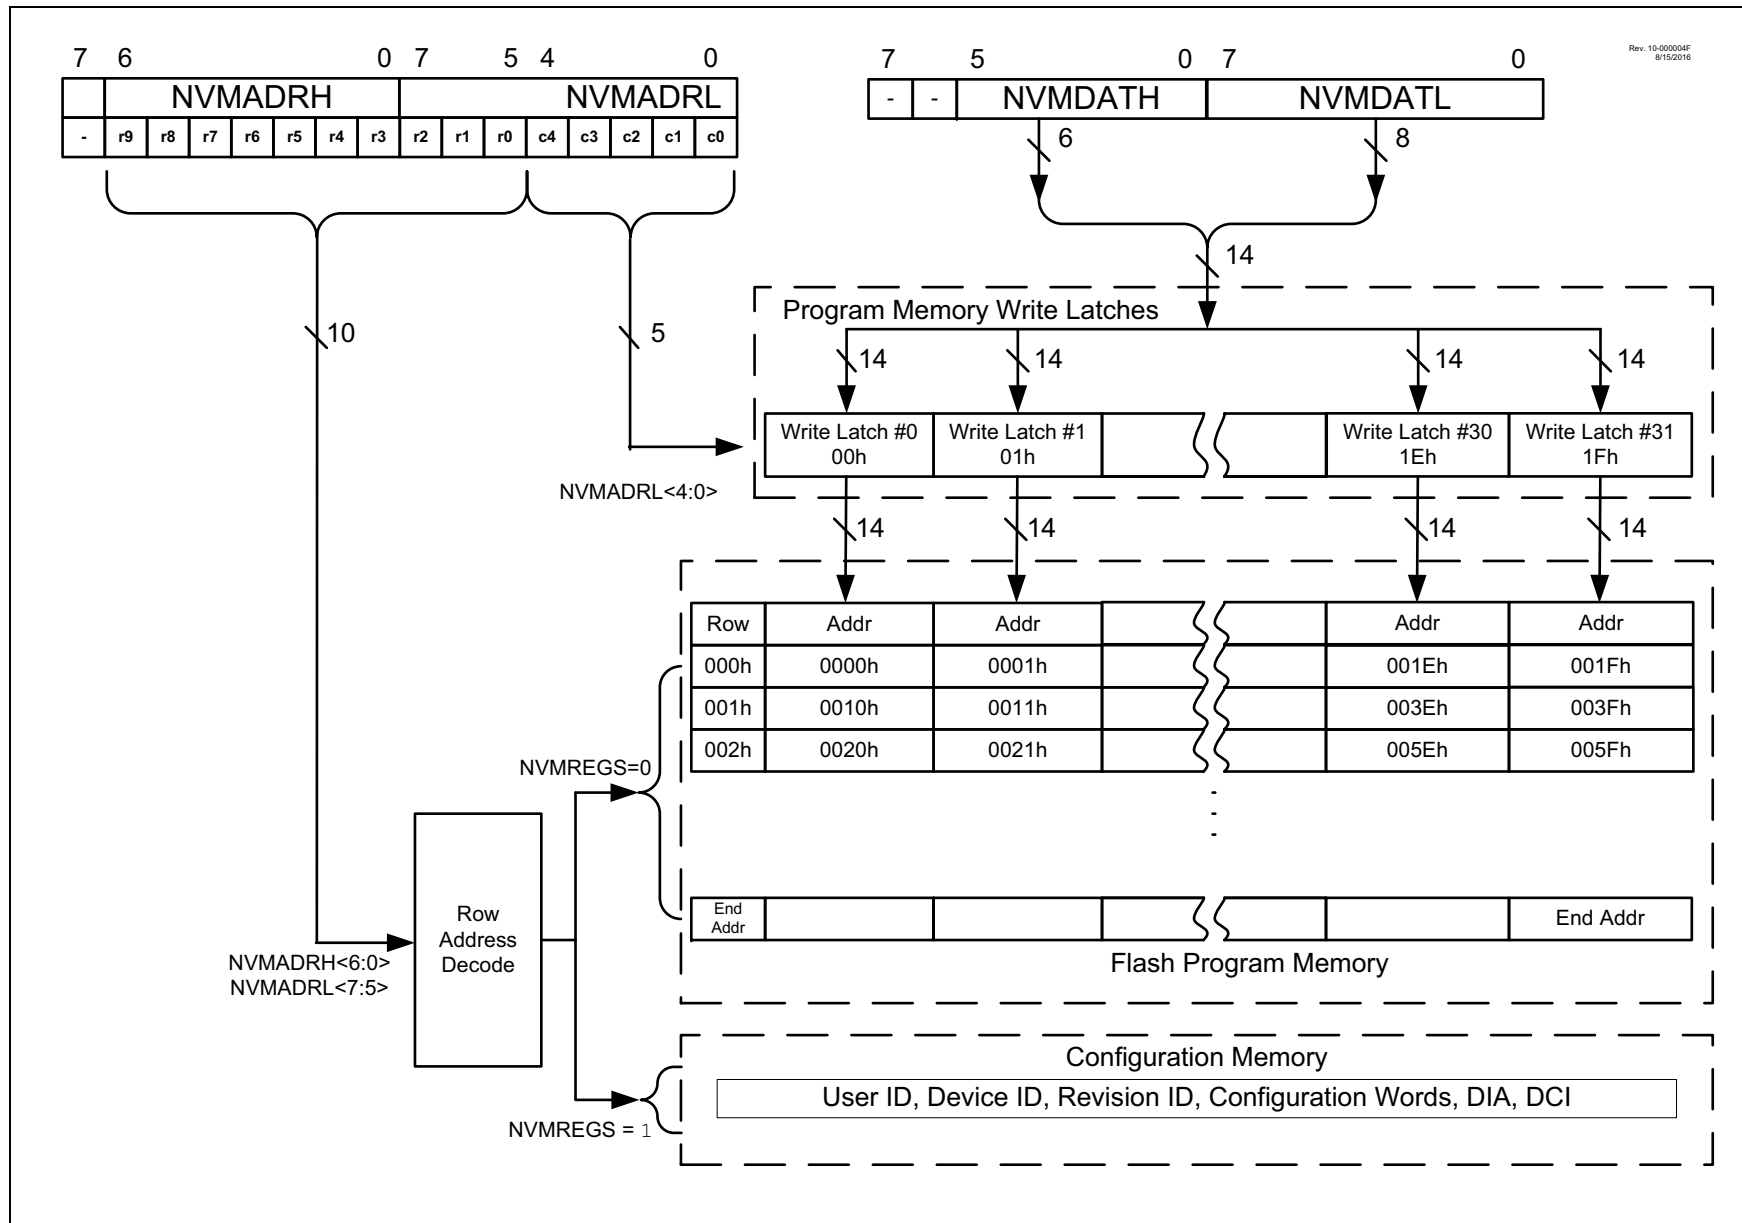 Rev. 10-000004F
8/15/2016
7 6 0 7 5 4 0
NVMADRH NVMADRL
- r9 r8 r7 r6 r5 r4 r3 r2 r1 r0 c4 c3 c2 c1 c0
7 5 0 7 0
- - NVMDATH NVMDATL
6 8
14
10 5
Program Memory Write Latches
14 14 14 14
Write Latch #0 Write Latch #1 Write Latch #30 Write Latch #31
00h 01h 1Eh 1Fh
NVMADRL<4:0>
14 14 14 14
Row Addr Addr Addr Addr
000h 0000h 0001h 001Eh 001Fh
001h 0010h 0011h 003Eh 003Fh
002h 0020h 0021h 005Eh 005Fh
NVMREGS=0
End
Addr
End Addr
Flash Program Memory
Row
Address
Decode
NVMADRH<6:0>
NVMADRL<7:5>
Configuration Memory
User ID, Device ID, Revision ID, Configuration Words, DIA, DCI
NVMREGS = 1